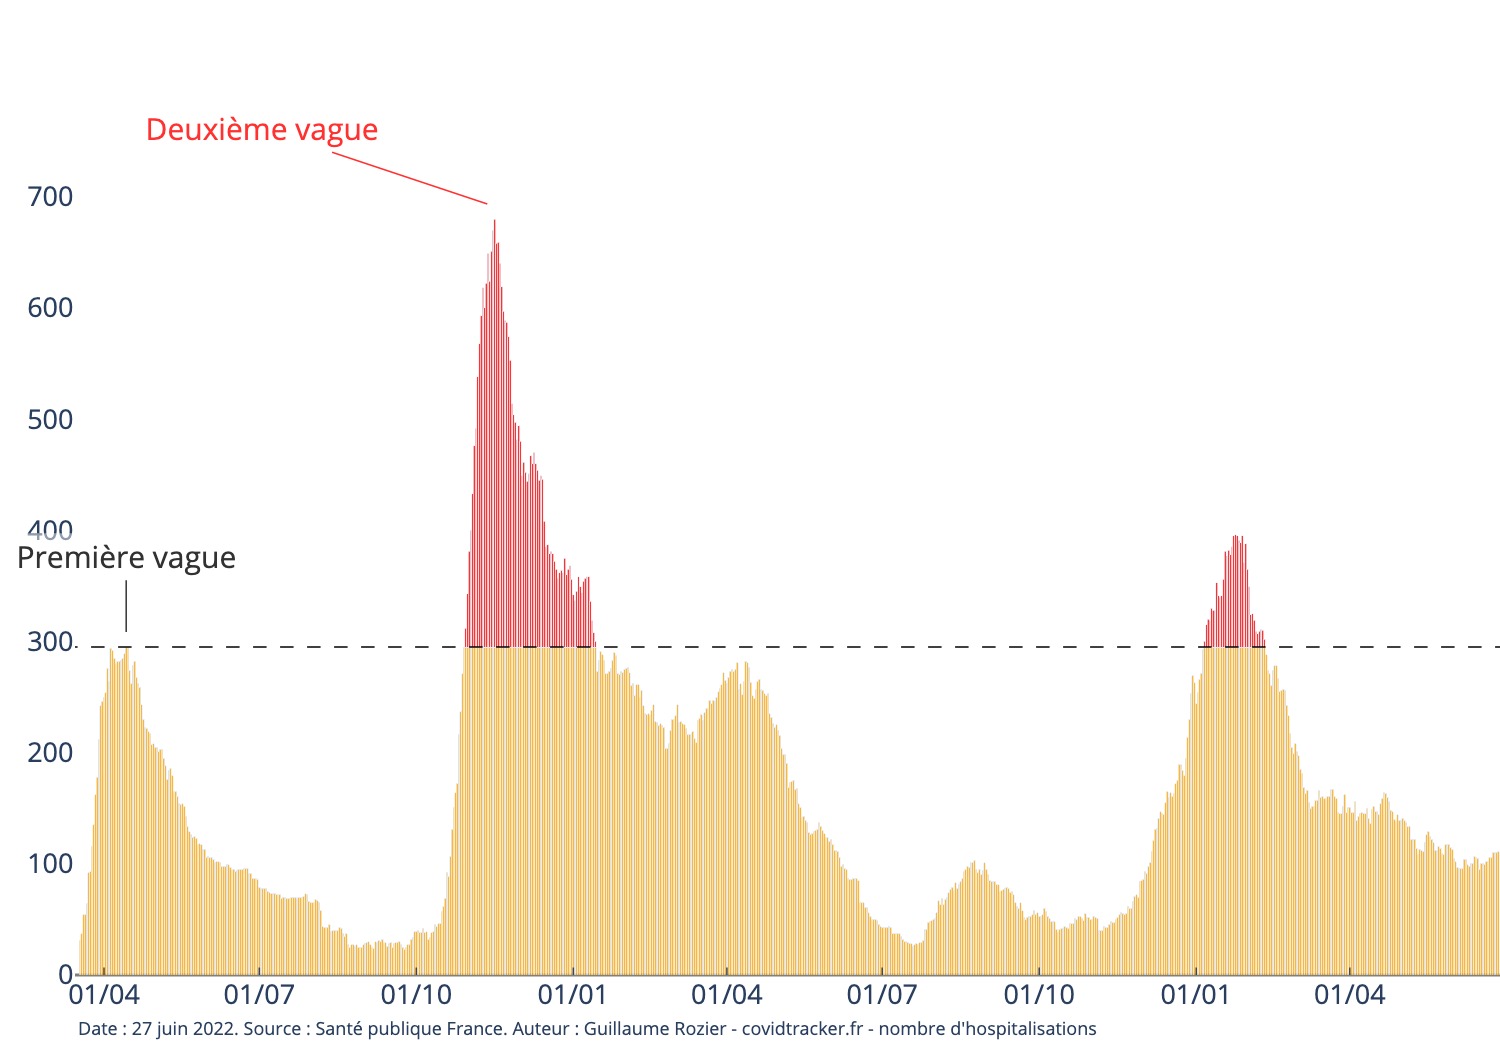 Deuxième vague
700
600
500
400
Première vague
300
200
100
0
01/04 01/07 01/10 01/01 01/04 01/07 01/10 01/01 01/04
Date : 27 juin 2022. Source : Santé publique France. Auteur : Guillaume Rozier - covidtracker.fr - nombre d'hospitalisations